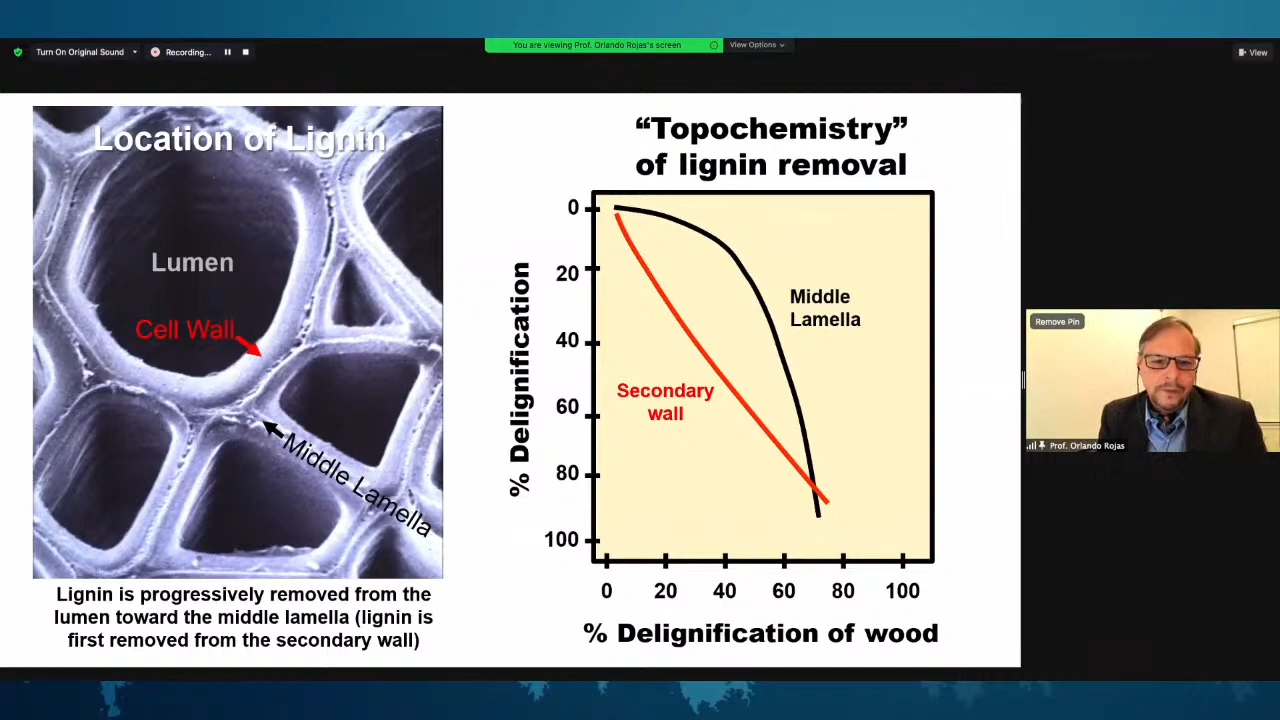 Turn On Original Sound
Recording...
You are viewing Prof. Orlando Rojas's screen
View Options
View
Location of Lignin
Lumen
Cell Wall
Middle Lamella
Lignin is progressively removed from the
lumen toward the middle lamella (lignin is
first removed from the secondary wall)
“Topochemistry”
of lignin removal
% Delignification
0
20
40
60
80
100
Middle
Lamella
Secondary
wall
0 20 40 60 80 100
% Delignification of wood
Remove Pin
Prof. Orlando Rojas